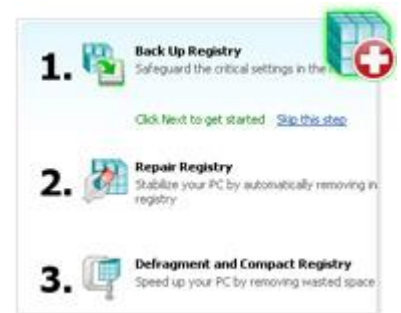 1.
Back Up Registry
Safeguard the critical settings in the
Click Next to get started Skip this step
2.
Repair Registry
Stabilize your PC by automatically removing in
registry
3.
Defragment and Compact Registry
Speed up your PC by removing wasted space